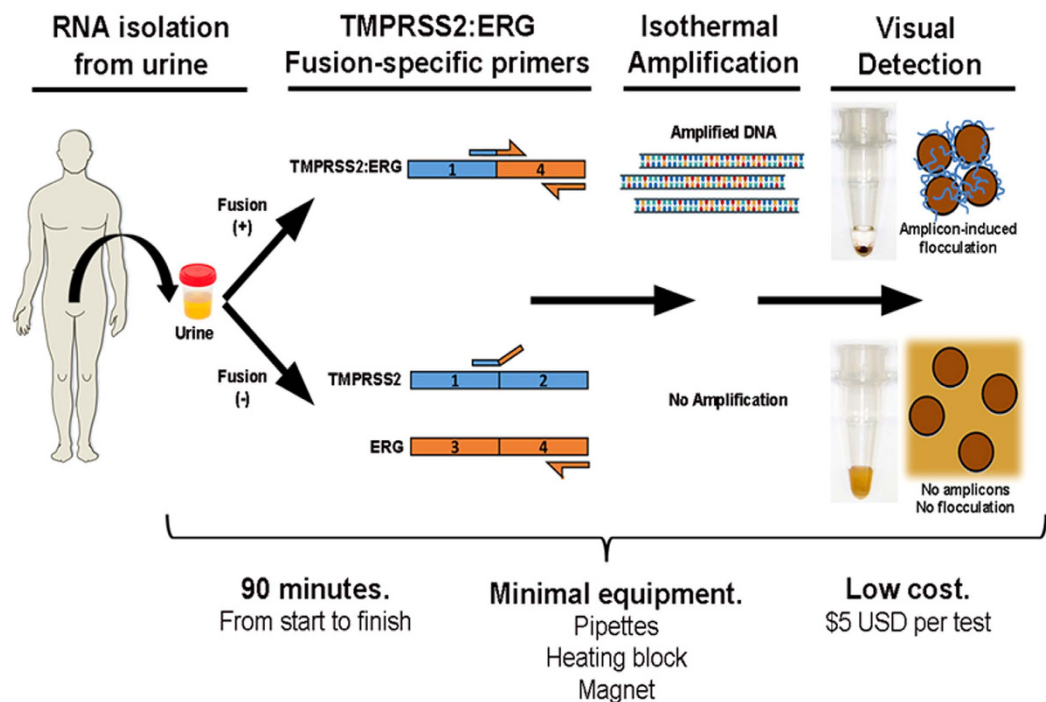 RNA isolation
from urine
TMPRSS2:ERG
Fusion-specific primers
Isothermal
Amplification
Visual
Detection
Amplified DNA
TMPRSS2:ERG
1
4
Fusion
(+)
Amplicon-induced
flocculation
Urine
Fusion
(-)
TMPRSS2
1
2
No Amplification
ERG
3
4
No amplicons
No flocculation
90 minutes.
From start to finish
Minimal equipment.
Pipettes
Heating block
Magnet
Low cost.
$5 USD per test